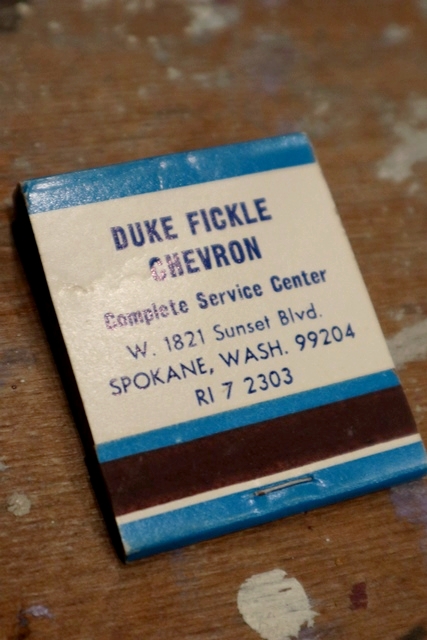 DUKE FICKLE
CHEVRON
Complete Service Center
W. 1821 Sunset Blvd.
SPOKANE, WASH. 99204
RI 7 2303